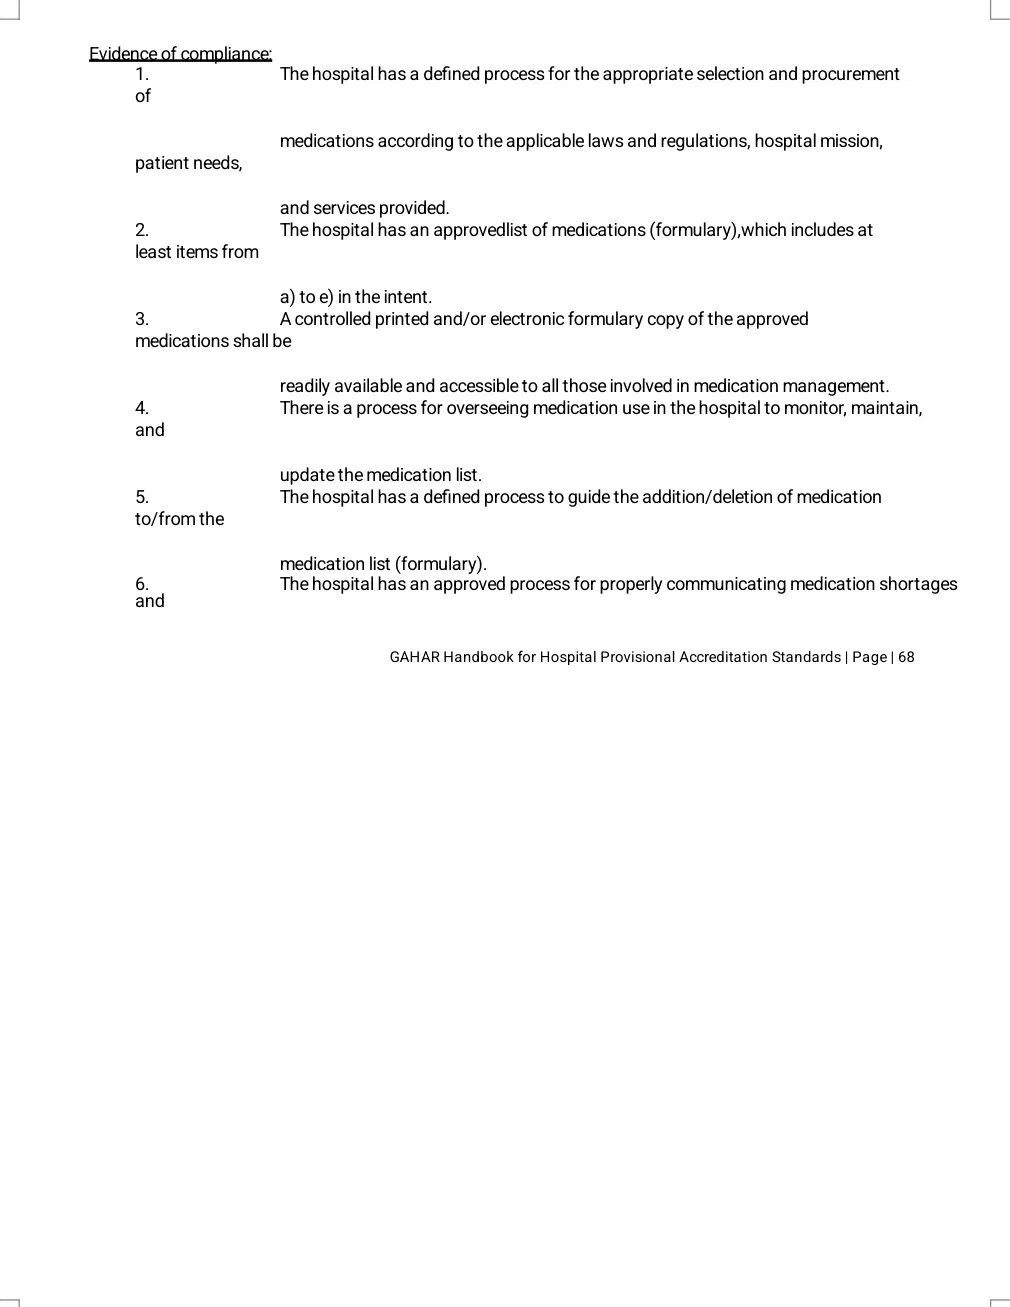 Evidence of compliance:
1. The hospital has a defined process for the appropriate selection and procurement
of
medications according to the applicable laws and regulations, hospital mission,
patient needs,
and services provided.
2. The hospital has an approvedlist of medications (formulary),which includes at
least items from
a) to e) in the intent.
3. A controlled printed and/or electronic formulary copy of the approved
medications shall be
readily available and accessible to all those involved in medication management.
4. There is a process for overseeing medication use in the hospital to monitor, maintain,
and
update the medication list.
5. The hospital has a defined process to guide the addition/deletion of medication
to/from the
medication list (formulary).
6. The hospital has an approved process for properly communicating medication shortages
and
GAHAR Handbook for Hospital Provisional Accreditation Standards | Page | 68